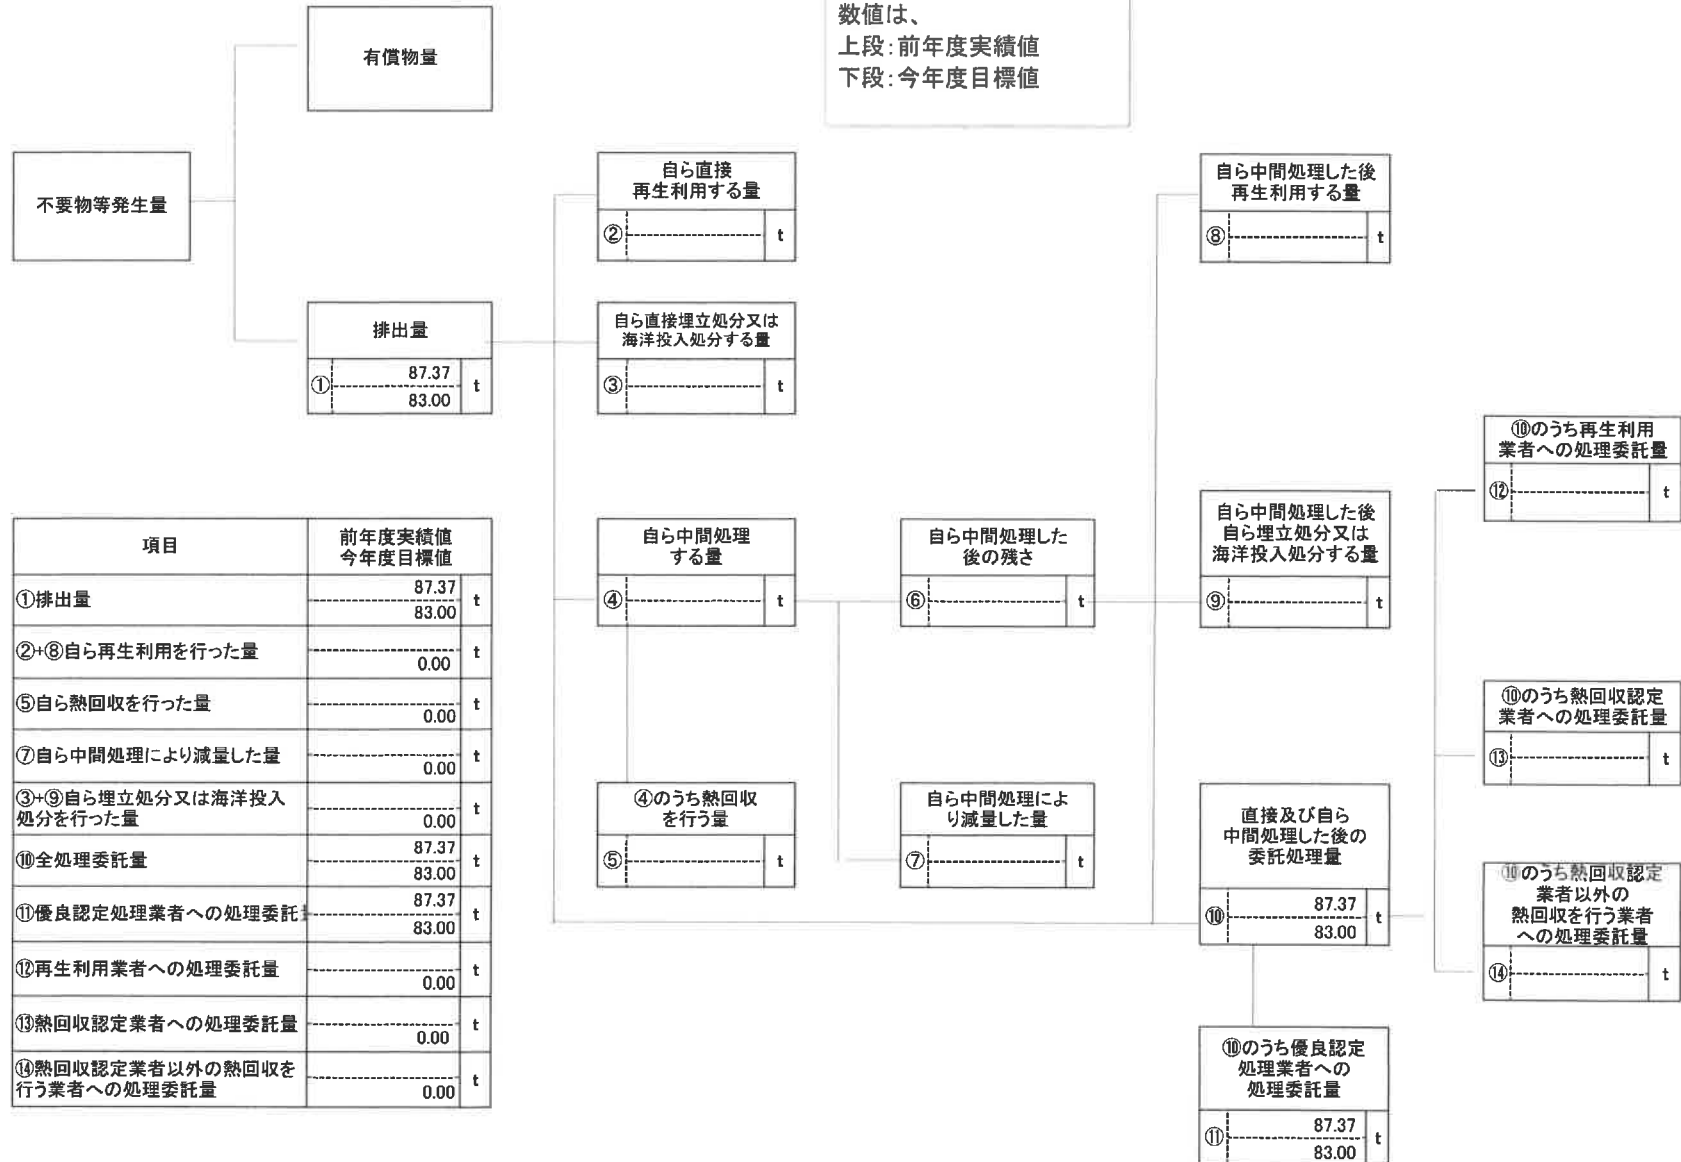 数値は、
上段:前年度実績値
下段:今年度目標値
有償物量
不要物等発生量
排出量
① 87.37 t
83.00
自ら直接
再生利用する量
② t
自ら直接埋立処分又は
海洋投入処分する量
③ t
自ら中間処理
する量
④ t
④のうち熱回収
を行う量
⑤ t
自ら中間処理した
後の残さ
⑥ t
自ら中間処理によ
り減量した量
⑦ t
自ら中間処理した後
再生利用する量
⑧ t
自ら中間処理した後
自ら埋立処分又は
海洋投入処分する量
⑨ t
直接及び自ら
中間処理した後の
委託処理量
⑩ 87.37 t
83.00
⑩のうち優良認定
処理業者への
処理委託量
⑪ 87.37 t
83.00
⑩のうち再生利用
業者への処理委託量
⑫ t
⑩のうち熱回収認定
業者への処理委託量
⑬ t
⑩のうち熱回収認定
業者以外の
熱回収を行う業者
への処理委託量
⑭ t
項目 前年度実績値
今年度目標値
①排出量 87.37 t
83.00
②+⑧自ら再生利用を行った量 t
0.00
⑤自ら熱回収を行った量 t
0.00
⑦自ら中間処理により減量した量 t
0.00
③+⑨自ら埋立処分又は海洋投入
処分を行った量 t
0.00
⑩全処理委託量 87.37 t
83.00
⑪優良認定処理業者への処理委託 87.37 t
83.00
⑫再生利用業者への処理委託量 t
0.00
⑬熱回収認定業者への処理委託量 t
0.00
⑭熱回収認定業者以外の熱回収を
行う業者への処理委託量 t
0.00